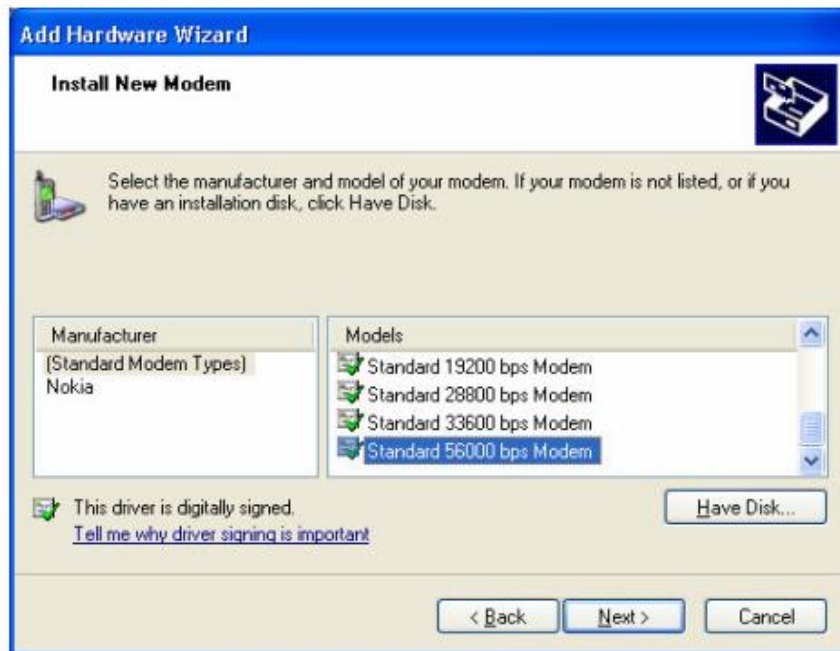 Add Hardware Wizard
Install New Modem
Select the manufacturer and model of your modem. If your modem is not listed, or if you
have an installation disk, click Have Disk.
Manufacturer
(Standard Modem Types)
Nokia
Models
Standard 19200 bps Modem
Standard 28800 bps Modem
Standard 33600 bps Modem
Standard 56000 bps Modem
This driver is digitally signed.
Tell me why driver signing is important
Have Disk...
< Back
Next >
Cancel